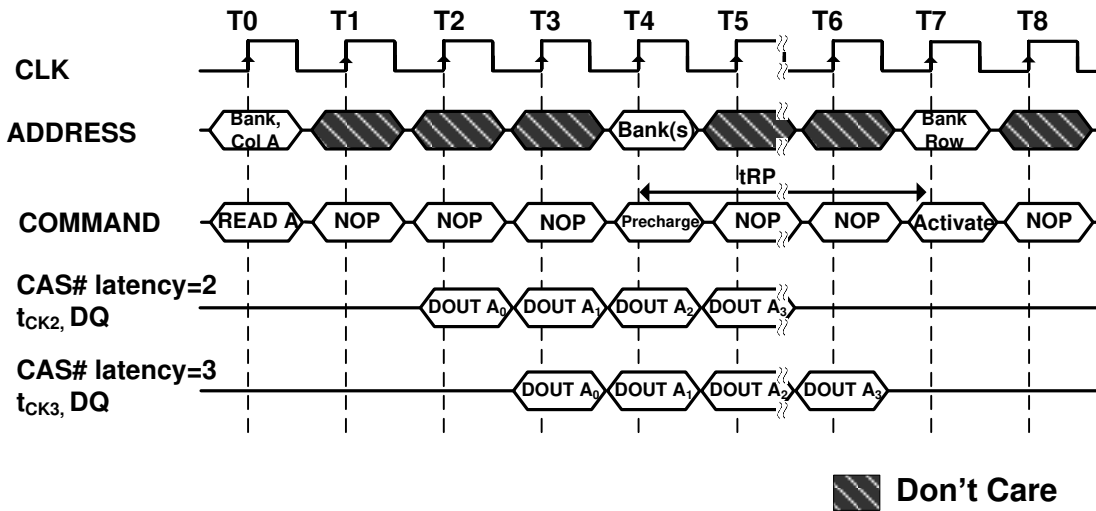 T0 T1 T2 T3 T4 T5 T6 T7 T8
CLK
ADDRESS
Bank,
Col A
Bank(s)
Bank
Row
tRP
COMMAND
READ A
NOP
NOP
NOP
Precharge
NOP
NOP
Activate
NOP
CAS# latency=2
tCK2, DQ
DOUT A0
DOUT A1
DOUT A2
DOUT A3
CAS# latency=3
tCK3, DQ
DOUT A0
DOUT A1
DOUT A2
DOUT A3
Don't Care